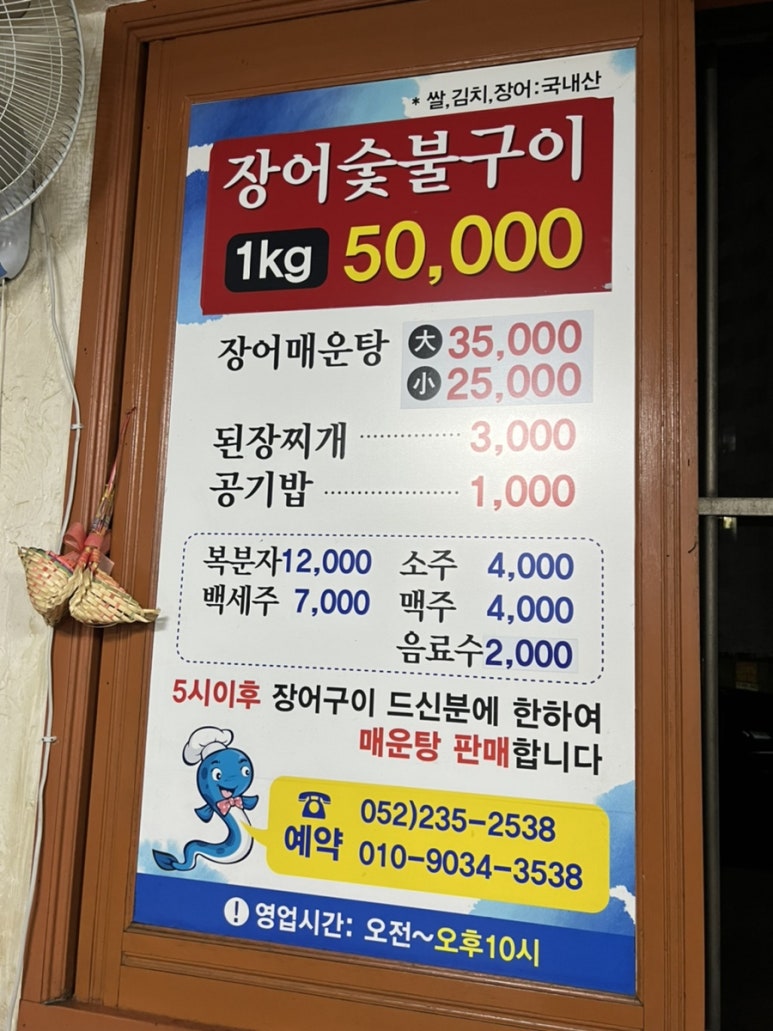 * 쌀,김치,장어:국내산
장어숯불구이
1kg 50,000
장어매운탕 大 35,000
小 25,000
된장찌개 ················ 3,000
공기밥 ···················· 1,000
복분자 12,000 소주 4,000
백세주 7,000 맥주 4,000
음료수 2,000
5시이후 장어구이 드신분에 한하여
매운탕 판매합니다
☎ 052)235-2538
예약 010-9034-3538
! 영업시간: 오전~오후10시